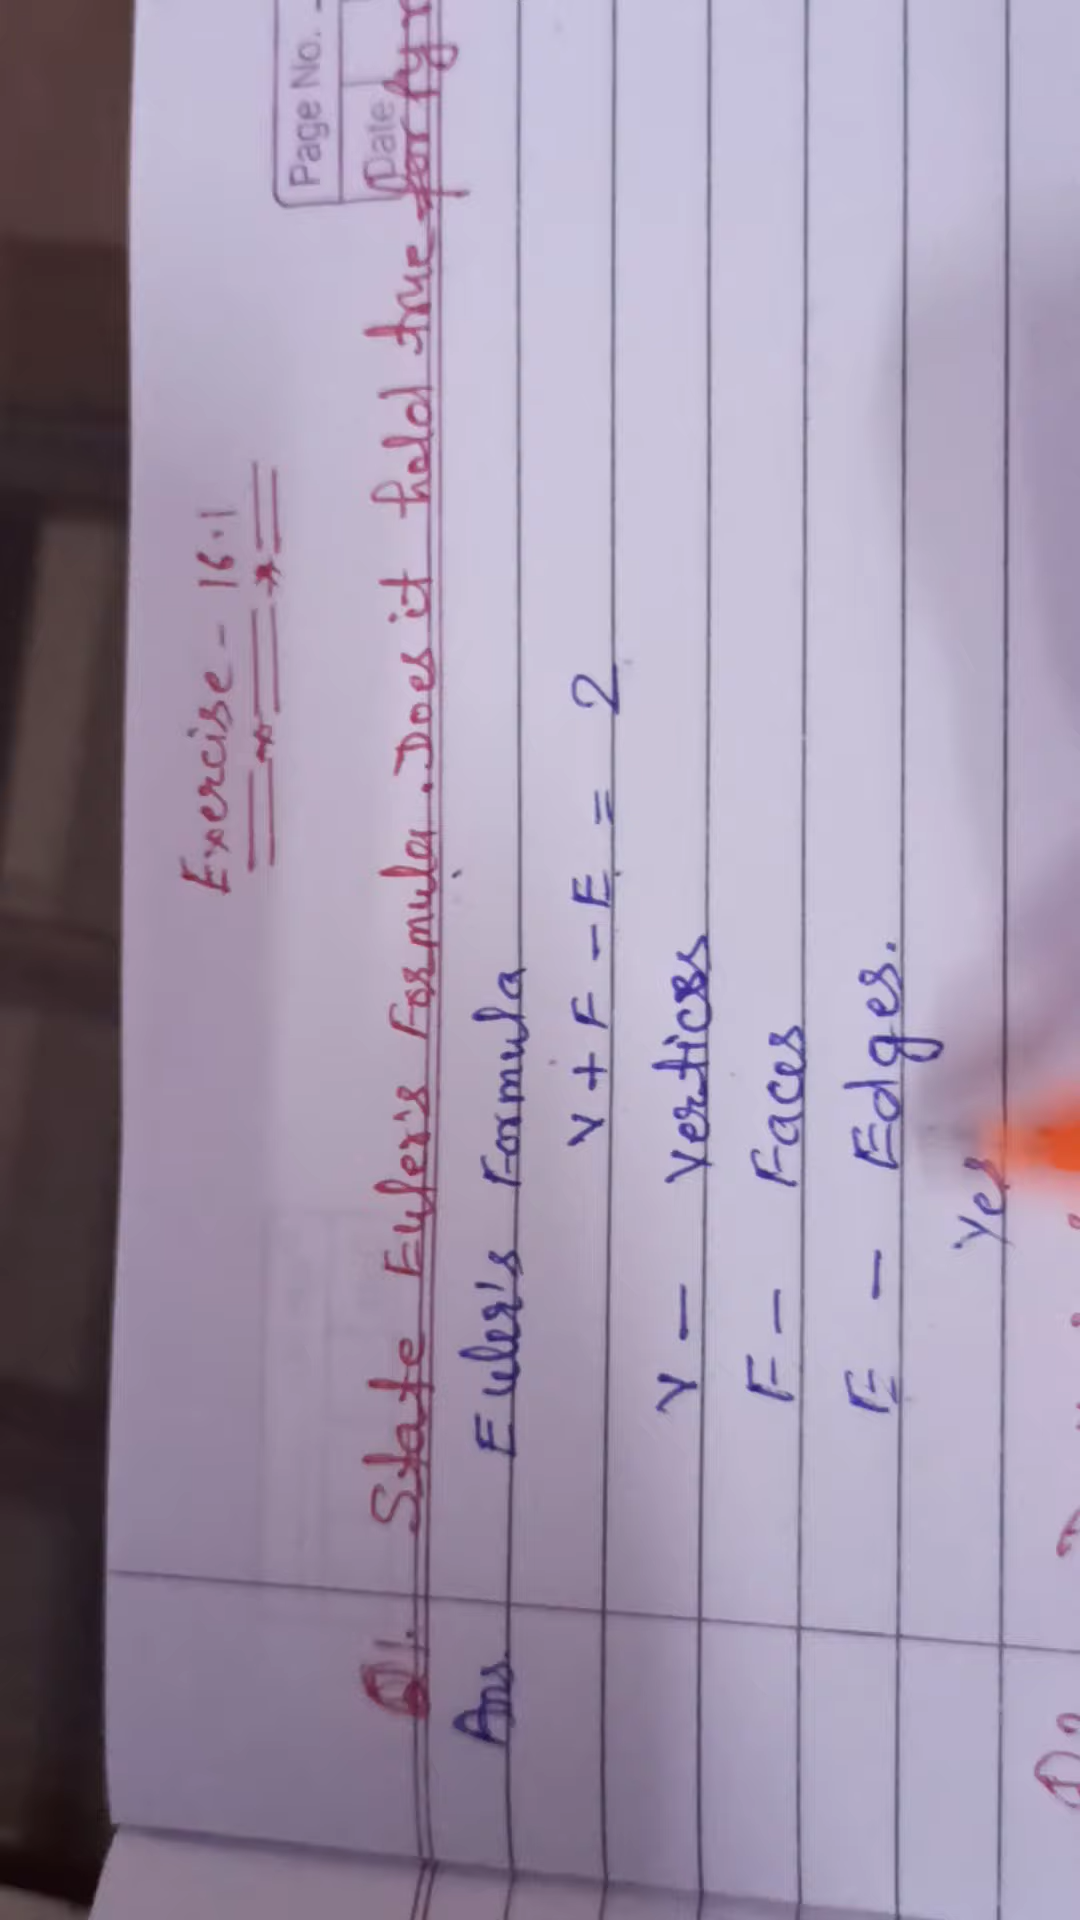 Page No.
Date
Exercise - 16.1
Q1. State Euler's Formula. Does it hold true for
Ans. Euler's Formula
V + F - E = 2
V - Vertices
F - Faces
E - Edges.
Yes